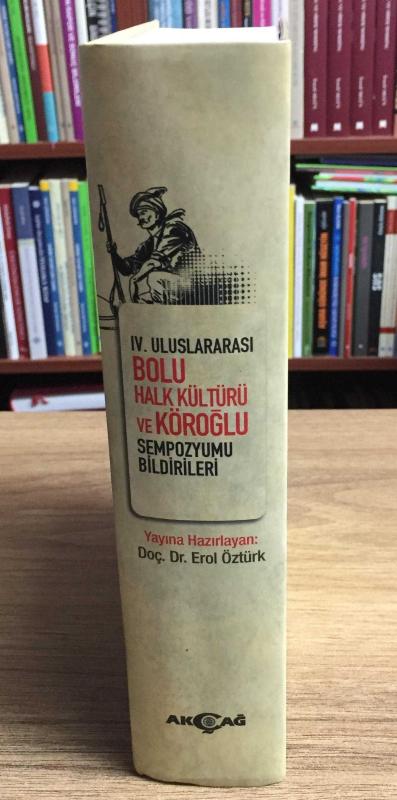 IV. ULUSLARARASI
BOLU
HALK KÜLTÜRÜ
VE KÖROĞLU
SEMPOZYUMU
BİLDİRİLERİ
Yayına Hazırlayan:
Doç. Dr. Erol Öztürk
AKÇAĞ